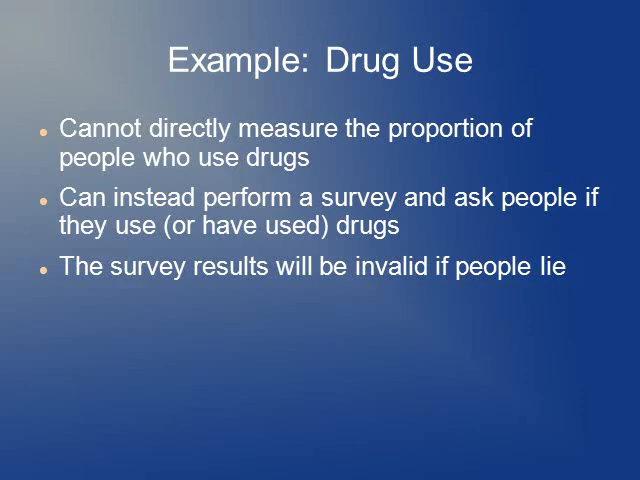 Example: Drug Use
Cannot directly measure the proportion of
people who use drugs
Can instead perform a survey and ask people if
they use (or have used) drugs
The survey results will be invalid if people lie